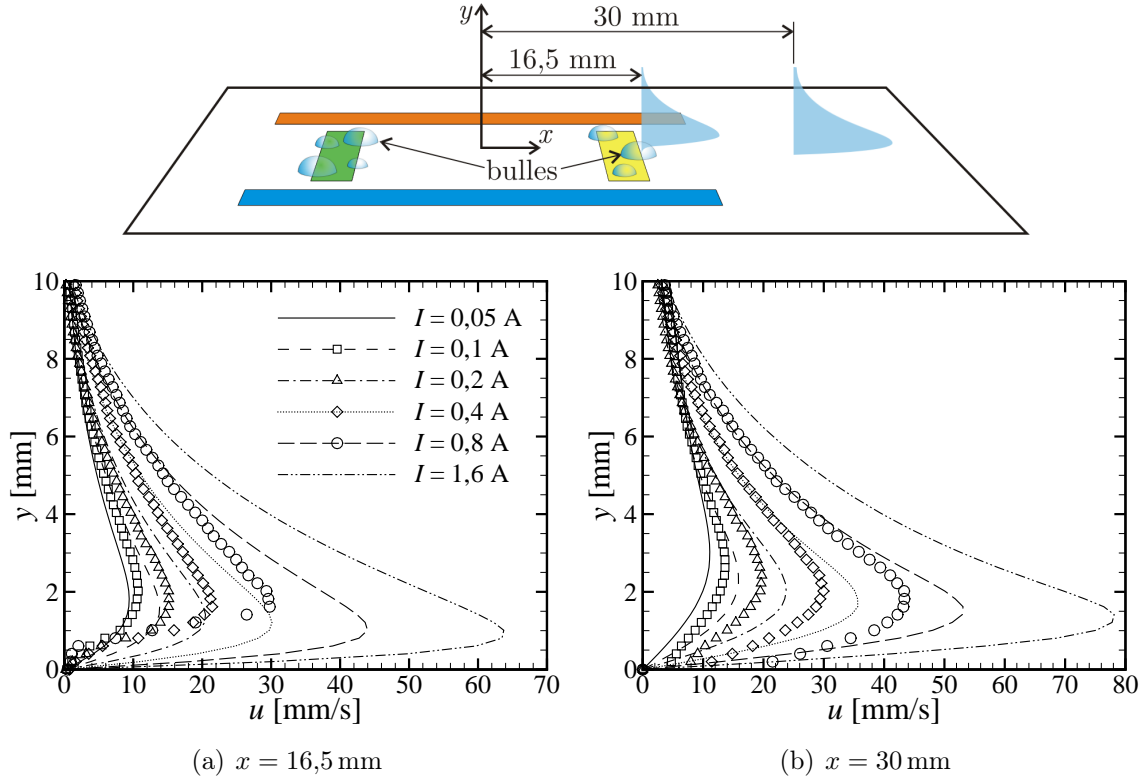 y
30 mm
16,5 mm
x
bulles
10
8
6
4
2
0
y [mm]
I = 0,05 A
I = 0,1 A
I = 0,2 A
I = 0,4 A
I = 0,8 A
I = 1,6 A
0 10 20 30 40 50 60 70
u [mm/s]
(a) x = 16,5 mm
10
8
6
4
2
0
y [mm]
0 10 20 30 40 50 60 70 80
u [mm/s]
(b) x = 30 mm